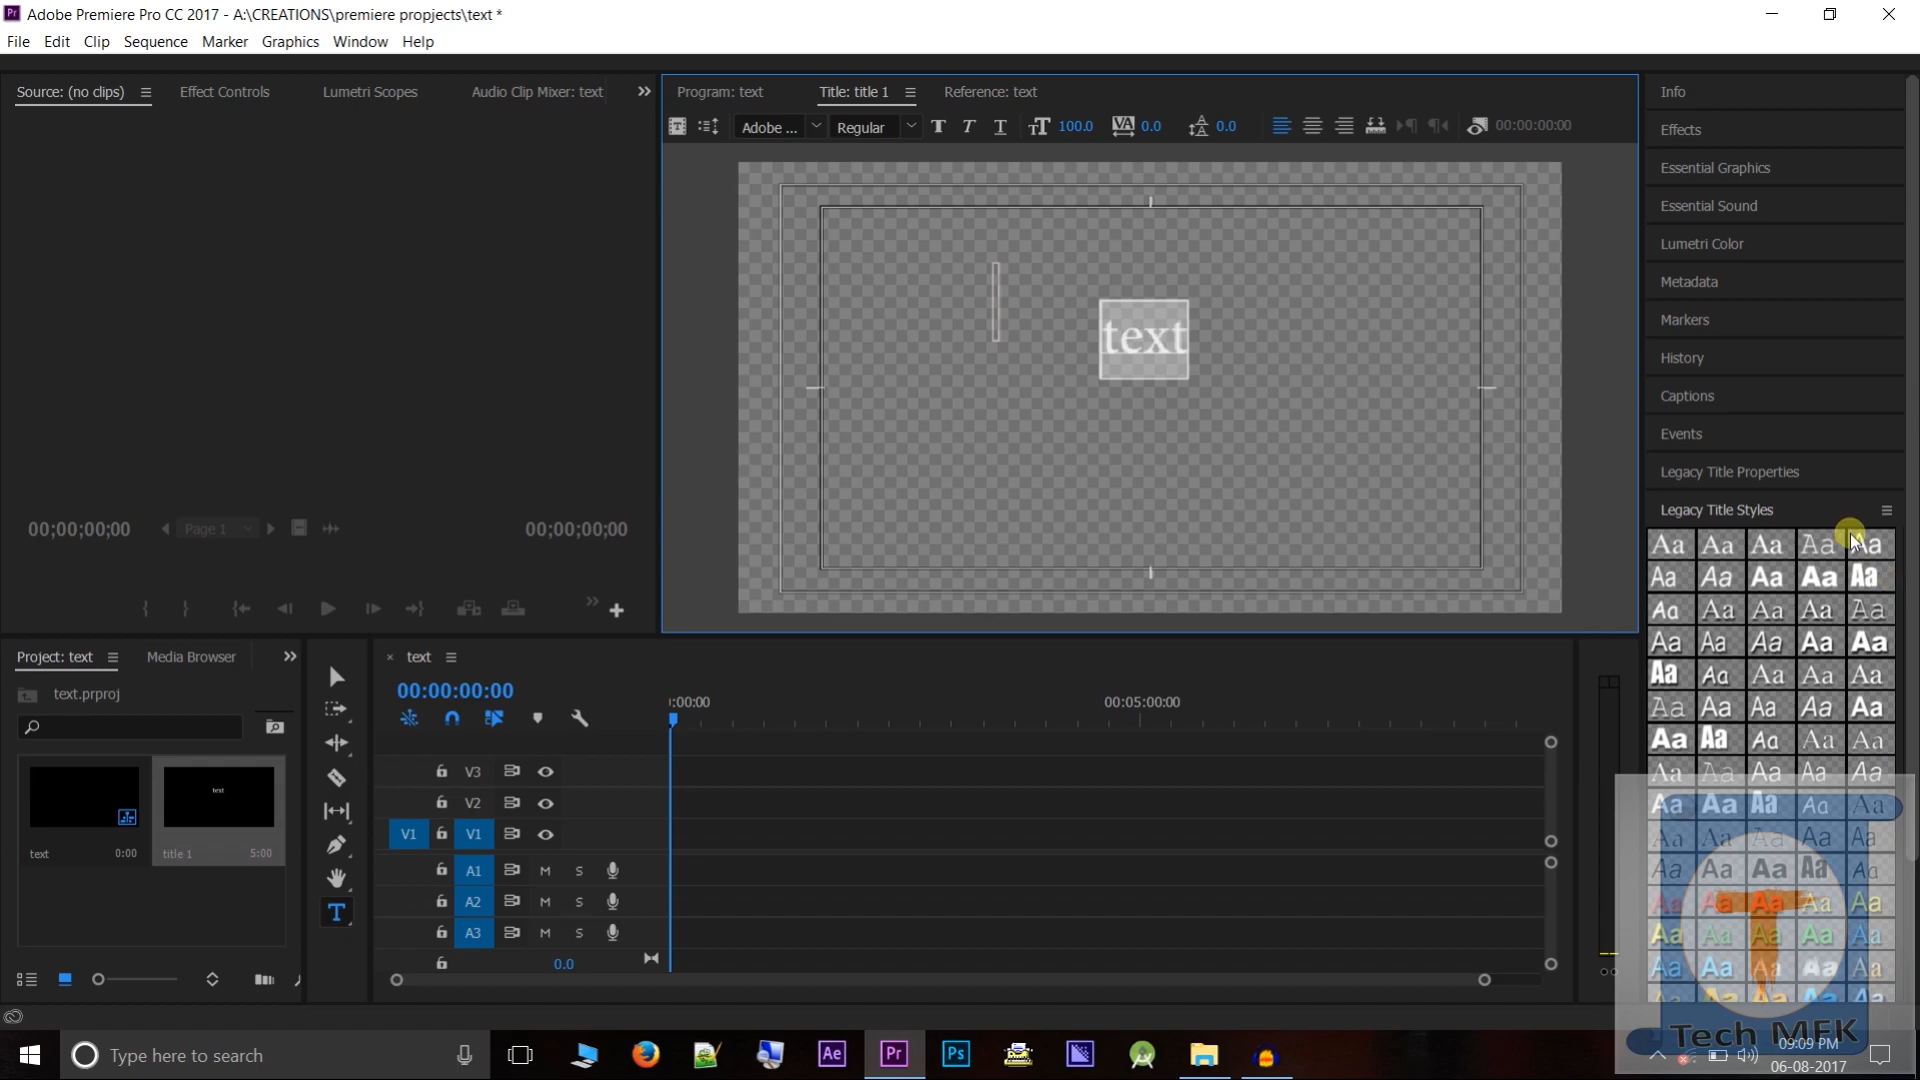 Adobe Premiere Pro CC 2017 - A:\CREATIONS\premiere propjects\text *
File Edit Clip Sequence Marker Graphics Window Help
Source: (no clips) Effect Controls Lumetri Scopes Audio Clip Mixer: text
Program: text Title: title 1 Reference: text
Adobe ... Regular T T T 100.0 0.0 0.0 00:00:00:00
text
Info
Effects
Essential Graphics
Essential Sound
Lumetri Color
Metadata
Markers
History
Captions
Events
Legacy Title Properties
Legacy Title Styles
Aa Aa Aa Aa Aa
Aa Aa Aa Aa Aa
Aa Aa Aa Aa Aa
Aa Aa Aa Aa Aa
Aa Aa Aa Aa Aa
Aa Aa Aa Aa Aa
Aa Aa Aa Aa Aa
Aa Aa Aa Aa Aa
Aa Aa Aa Aa Aa
Aa Aa Aa Aa Aa
Aa Aa Aa Aa Aa
Aa Aa Aa Aa Aa
Aa Aa Aa Aa Aa
Aa Aa Aa Aa Aa
00;00;00;00 Page 1 00;00;00;00
Project: text Media Browser
text.prproj
text
text 0:00 title 1 5:00
text
00:00:00:00
:00:00 00:05:00:00
V3
V2
V1 V1
A1 M S
A2 M S
A3 M S
0.0
T
Tech MFK
Type here to search
Ae Pr Ps
09:09 PM
06-08-2017